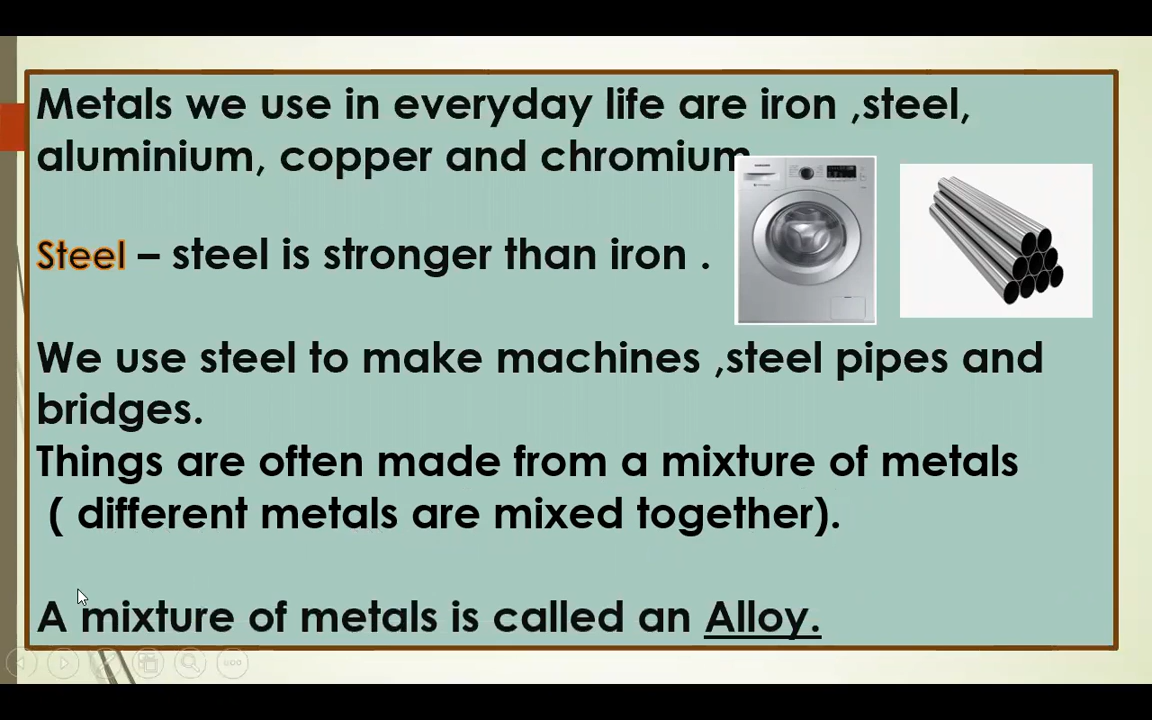 Metals we use in everyday life are iron ,steel,
aluminium, copper and chromium
Steel – steel is stronger than iron .
We use steel to make machines ,steel pipes and
bridges.
Things are often made from a mixture of metals
( different metals are mixed together).
A mixture of metals is called an Alloy.